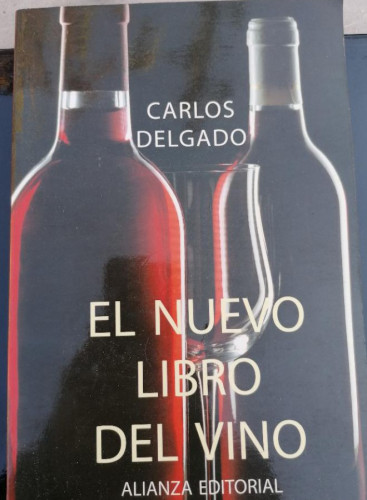 CARLOS
DELGADO
EL NUEVO
LIBRO
DEL VINO
ALIANZA EDITORIAL